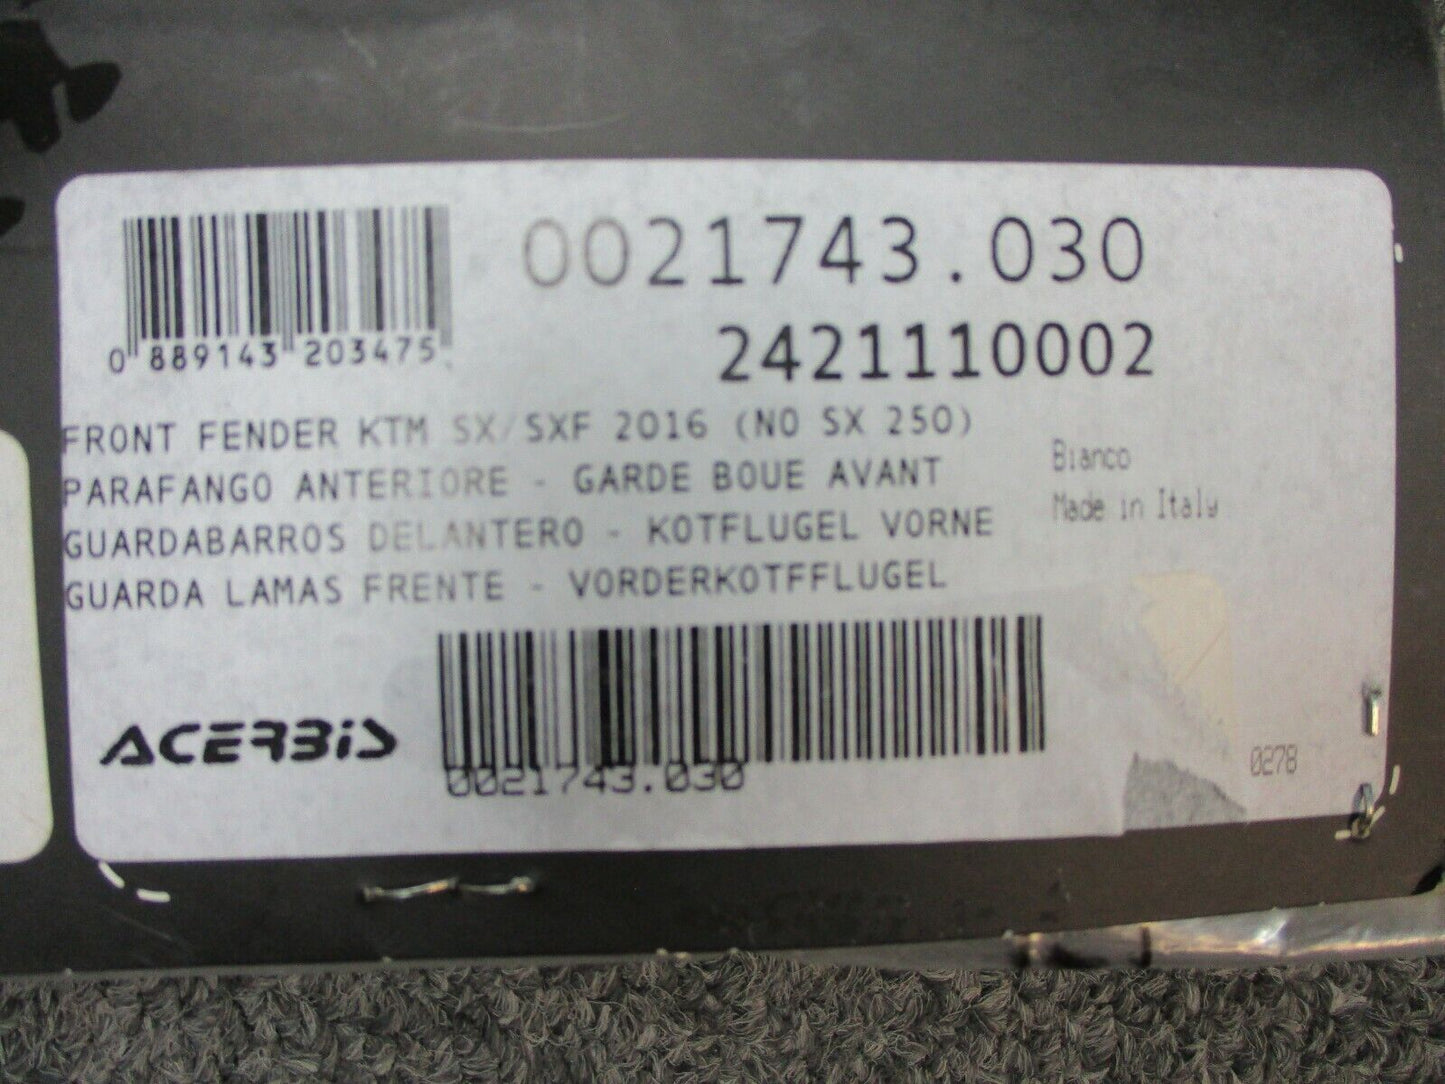 0021743.030
2421110002
0 889143 203475
FRONT FENDER KTM SX/SXF 2016 (NO SX 250)
PARAFANGO ANTERIORE - GARDE BOUE AVANT
GUARDABARROS DELANTERO - KOTFLUGEL VORNE
GUARDA LAMAS FRENTE - VORDERKOTFFLUGEL
Bianco
Made in Italy
ACERBIS
0021743.030
0278